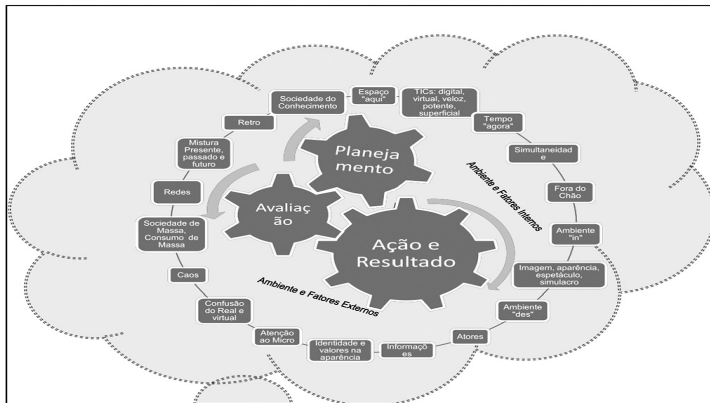 Espaço
"aqui"
TICs: digital,
virtual, veloz,
potente,
superficial
Tempo
"agora"
Simultaneidad
e
Fora do
Chão
Ambiente
"in"
Imagem, aparência,
espetáculo,
simulacro
Ambiente
"des"
Atores
Informaçõ
es
Identidade e
valores na
aparência
Atenção
ao Micro
Confusão
do Real e
virtual
Caos
Sociedade de
Massa,
Consumo de
Massa
Redes
Mistura
Presente,
passado e
futuro
Retro
Sociedade do
Conhecimento
Planeja
mento
Avaliaç
ão
Ação e
Resultado
Ambiente e Fatores Internos
Ambiente e Fatores Externos